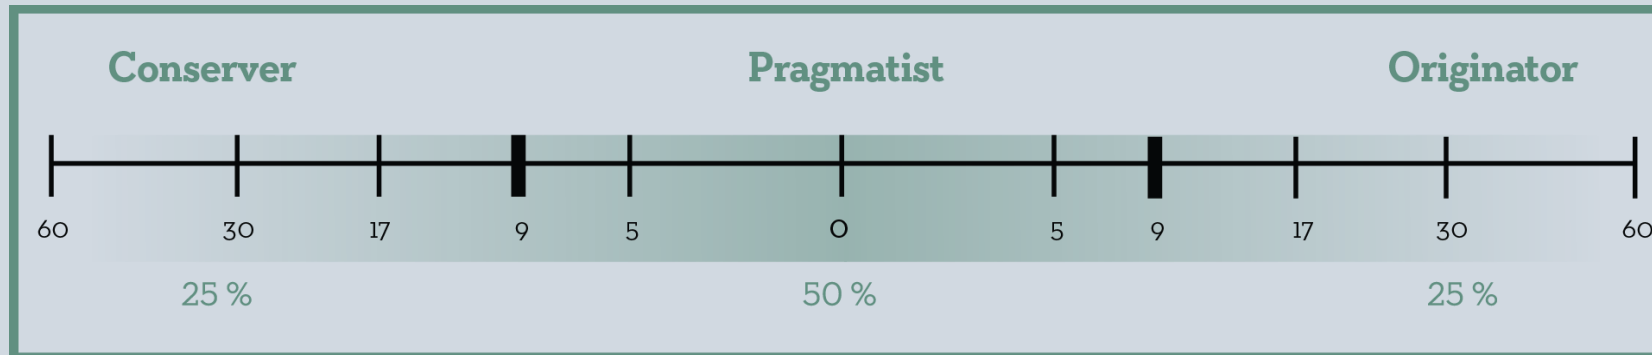 Conserver Pragmatist Originator
60 30 17 9 5 0 5 9 17 30 60
25 % 50 % 25 %